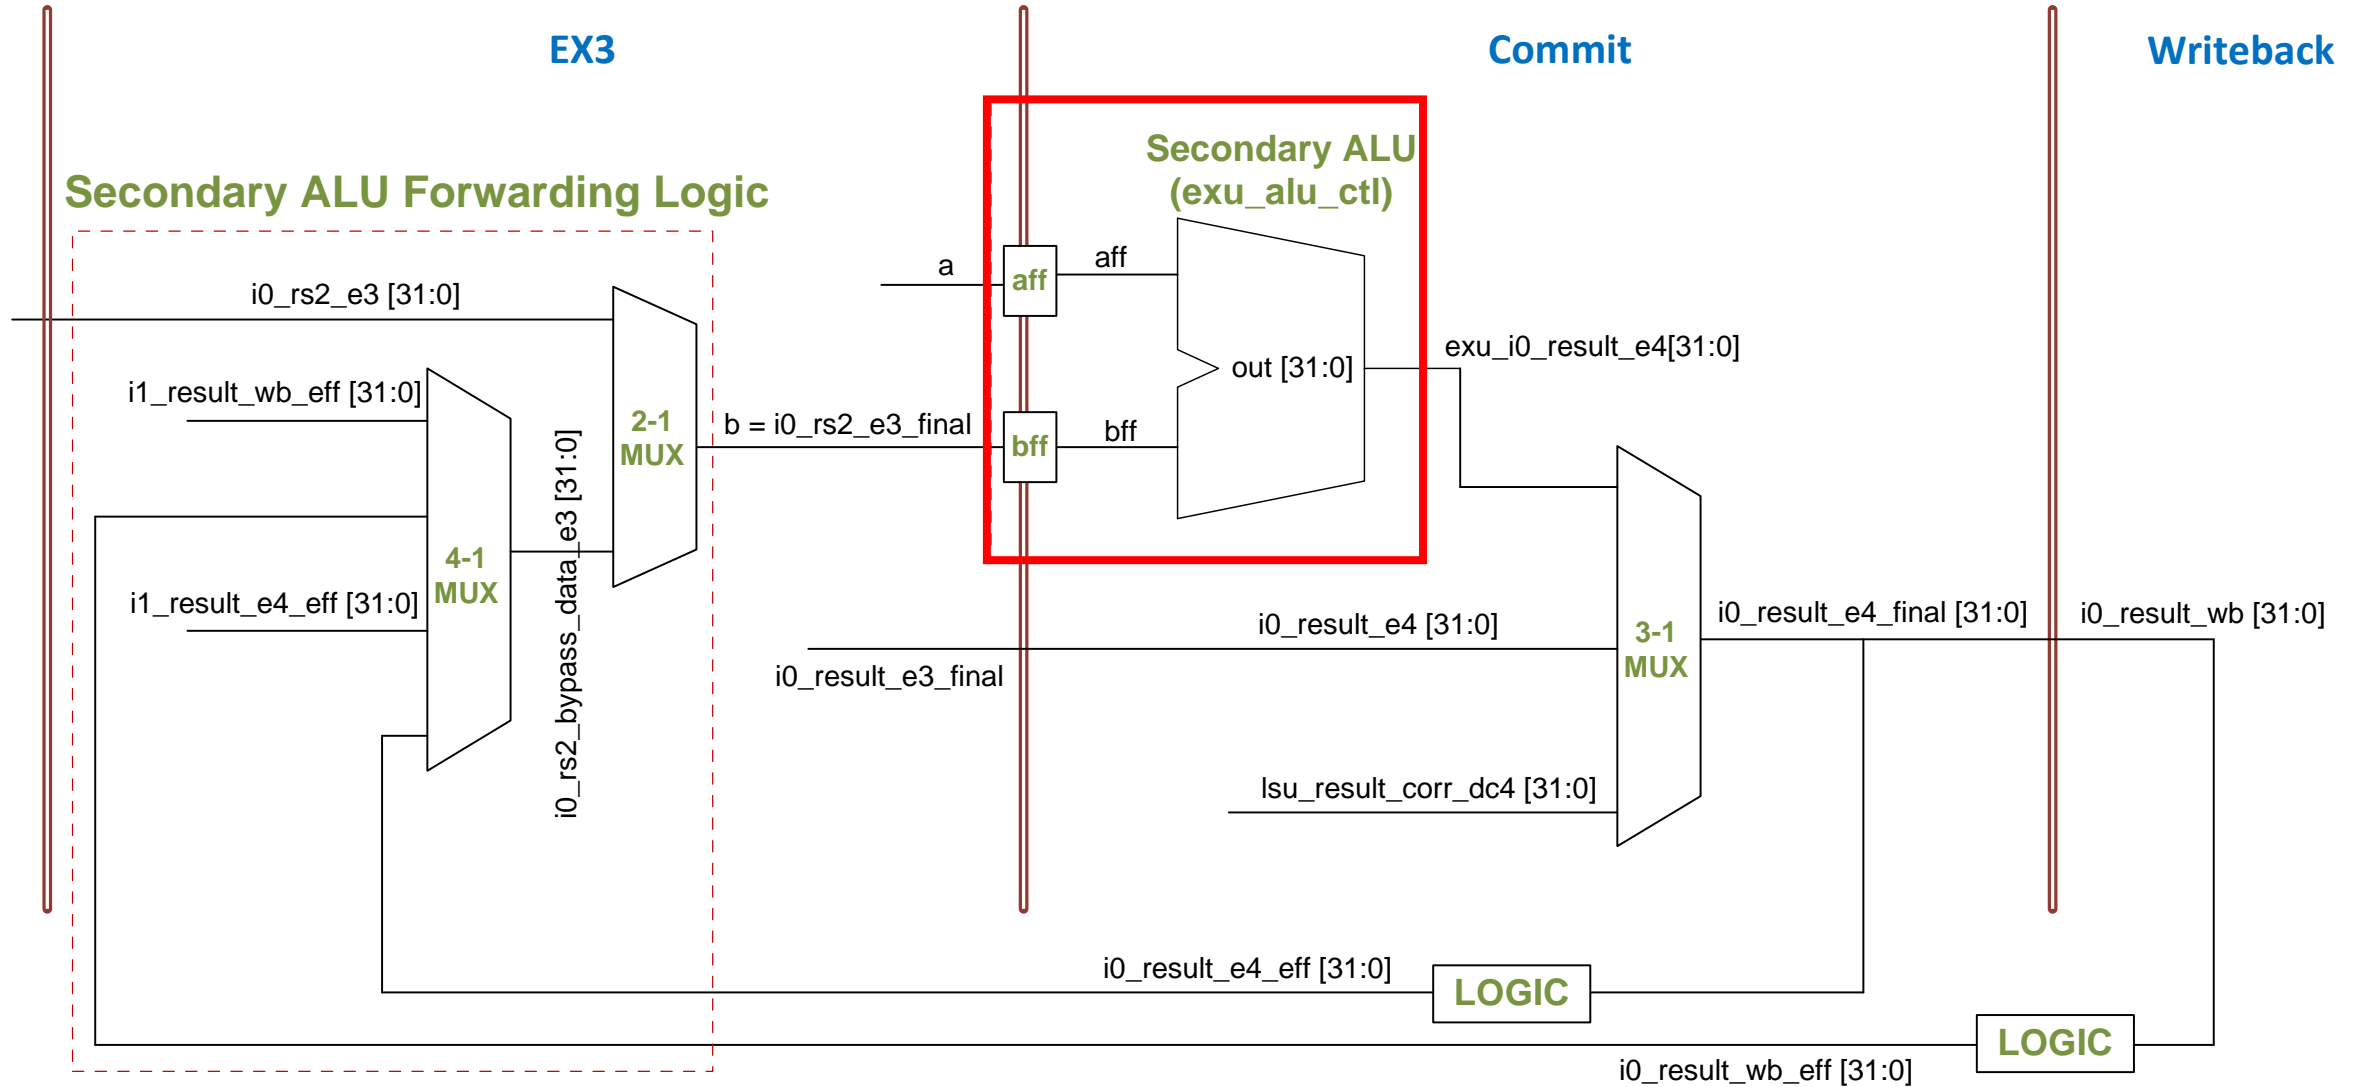 EX3
Commit
Writeback
Secondary ALU Forwarding Logic
Secondary ALU
(exu_alu_ctl)
i0_rs2_e3 [31:0]
i1_result_wb_eff [31:0]
i1_result_e4_eff [31:0]
4-1
MUX
i0_rs2_bypass_data_e3 [31:0]
2-1
MUX
b = i0_rs2_e3_final
a
aff
aff
bff
bff
out [31:0]
exu_i0_result_e4[31:0]
i0_result_e4 [31:0]
i0_result_e3_final
lsu_result_corr_dc4 [31:0]
3-1
MUX
i0_result_e4_final [31:0]
i0_result_wb [31:0]
i0_result_e4_eff [31:0]
LOGIC
LOGIC
i0_result_wb_eff [31:0]